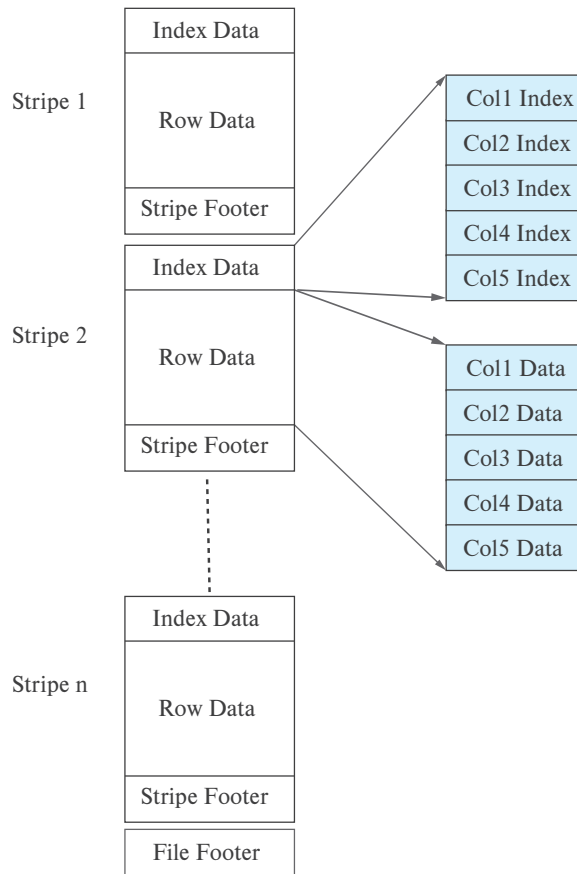 Index Data
Stripe 1
Row Data
Stripe Footer
Index Data
Stripe 2
Row Data
Stripe Footer
Col1 Index
Col2 Index
Col3 Index
Col4 Index
Col5 Index
Col1 Data
Col2 Data
Col3 Data
Col4 Data
Col5 Data
Index Data
Stripe n
Row Data
Stripe Footer
File Footer